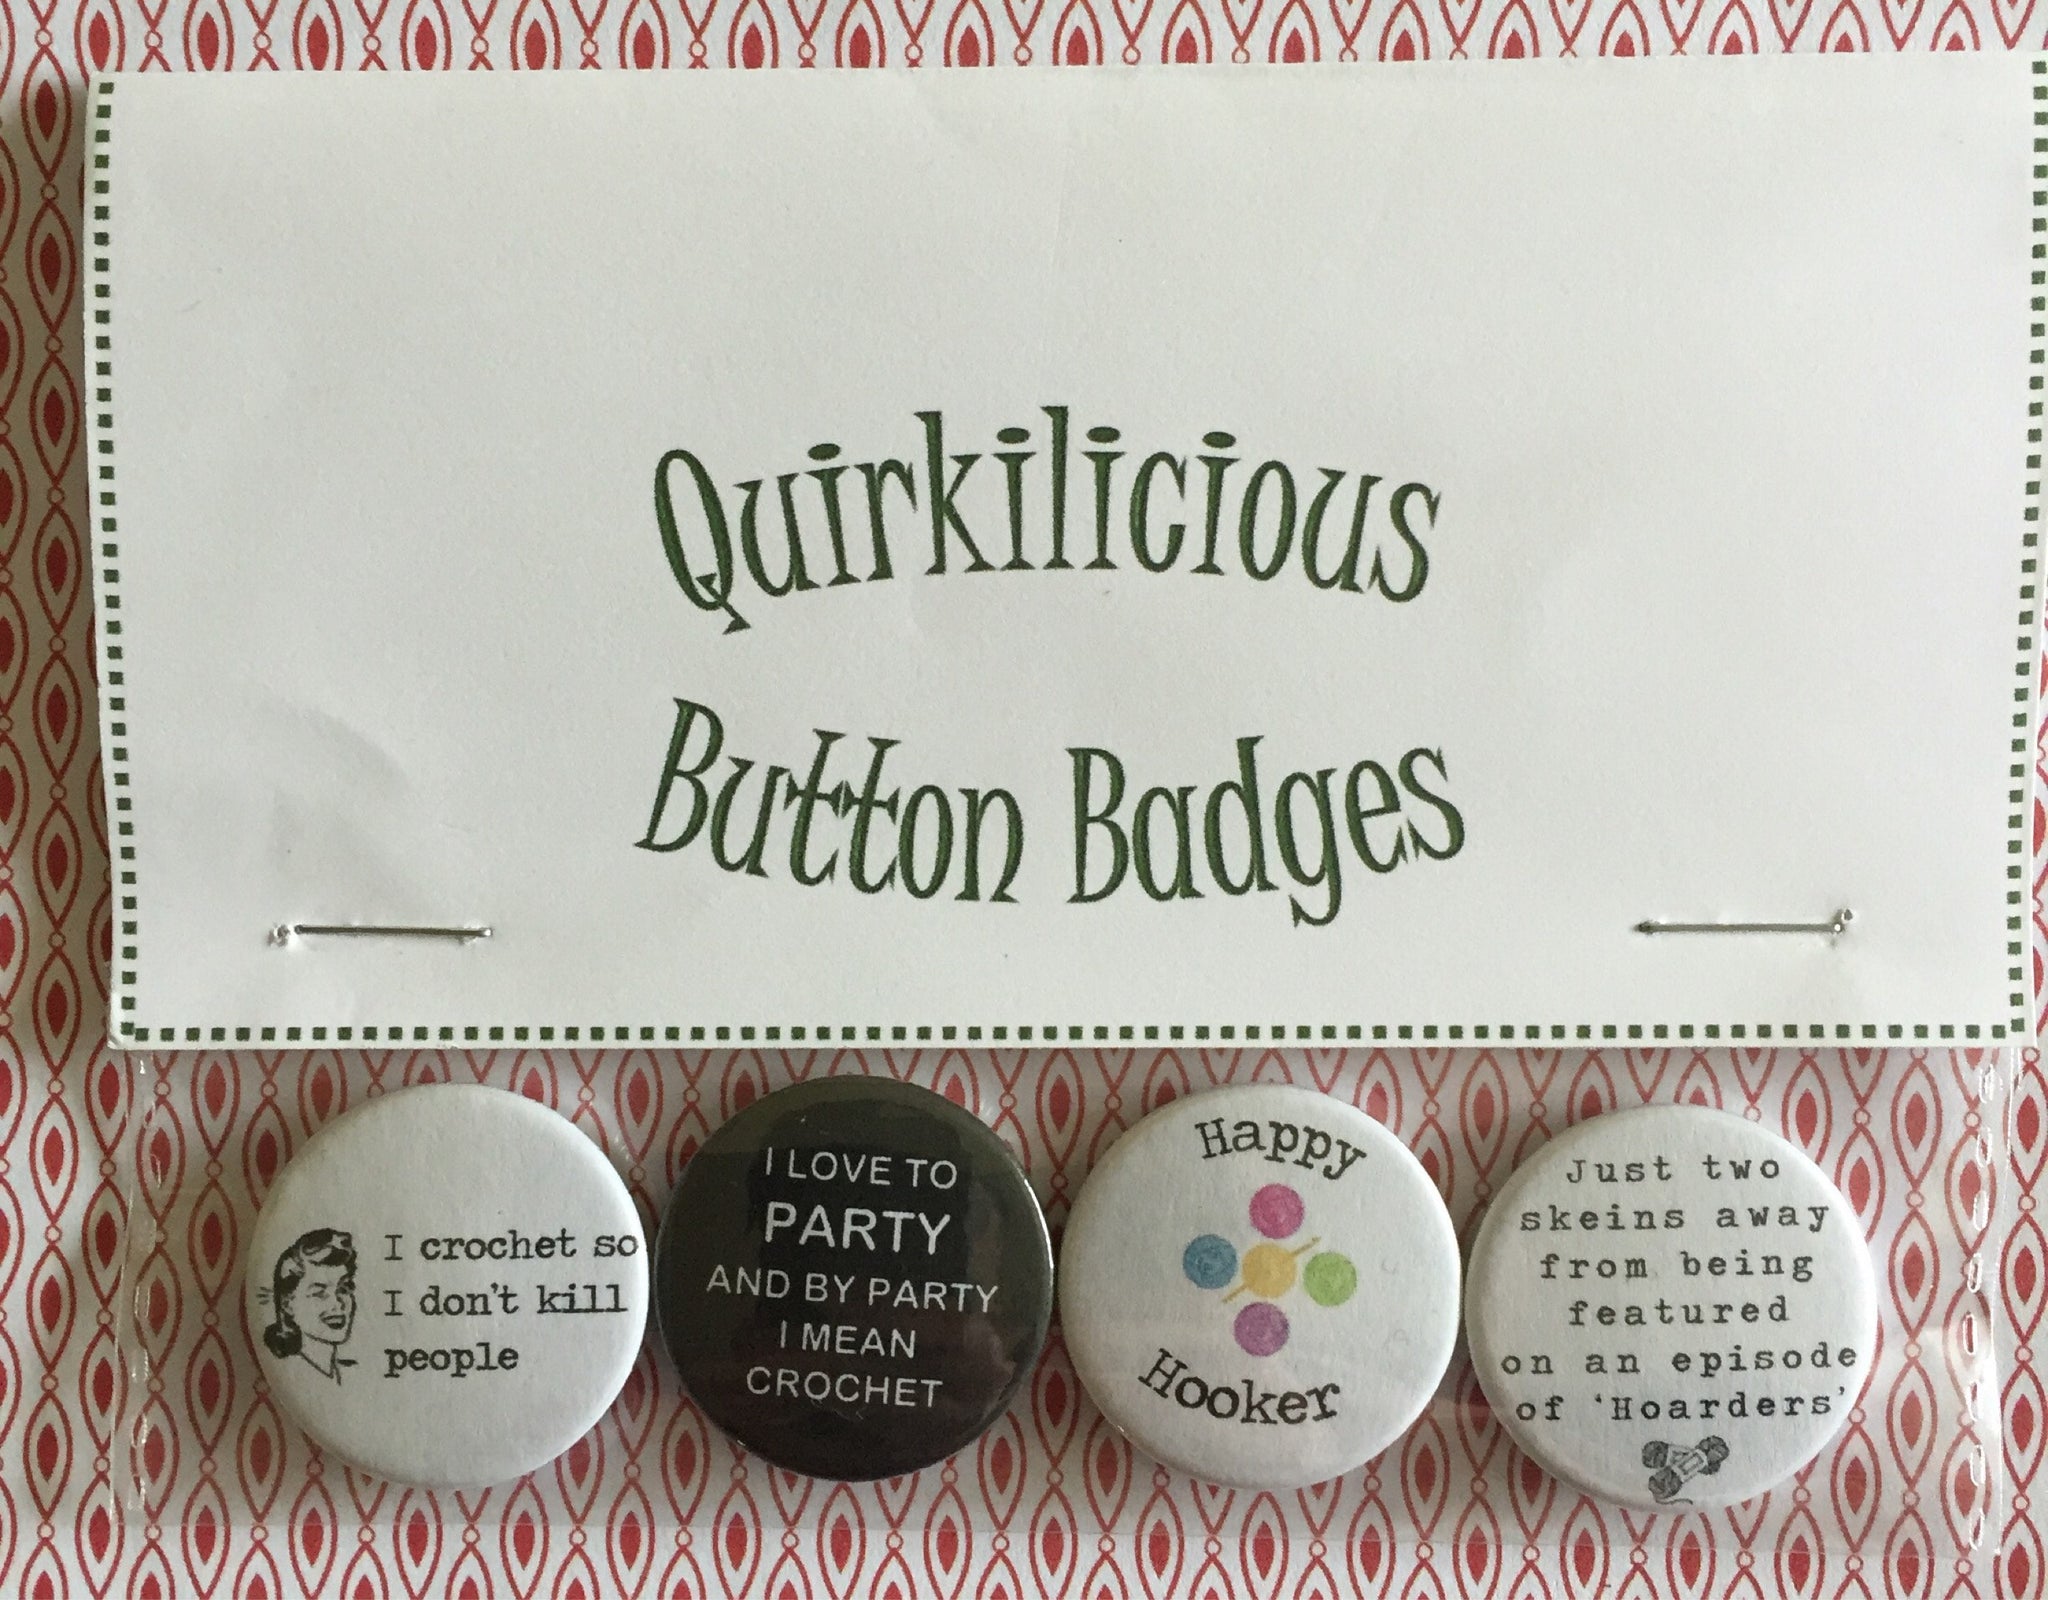 Quirkilicious
Button Badges
I crochet so
I don't kill
people
I LOVE TO
PARTY
AND BY PARTY
I MEAN
CROCHET
Happy
Hooker
Just two
skeins away
from being
featured
on an episode
of 'Hoarders'